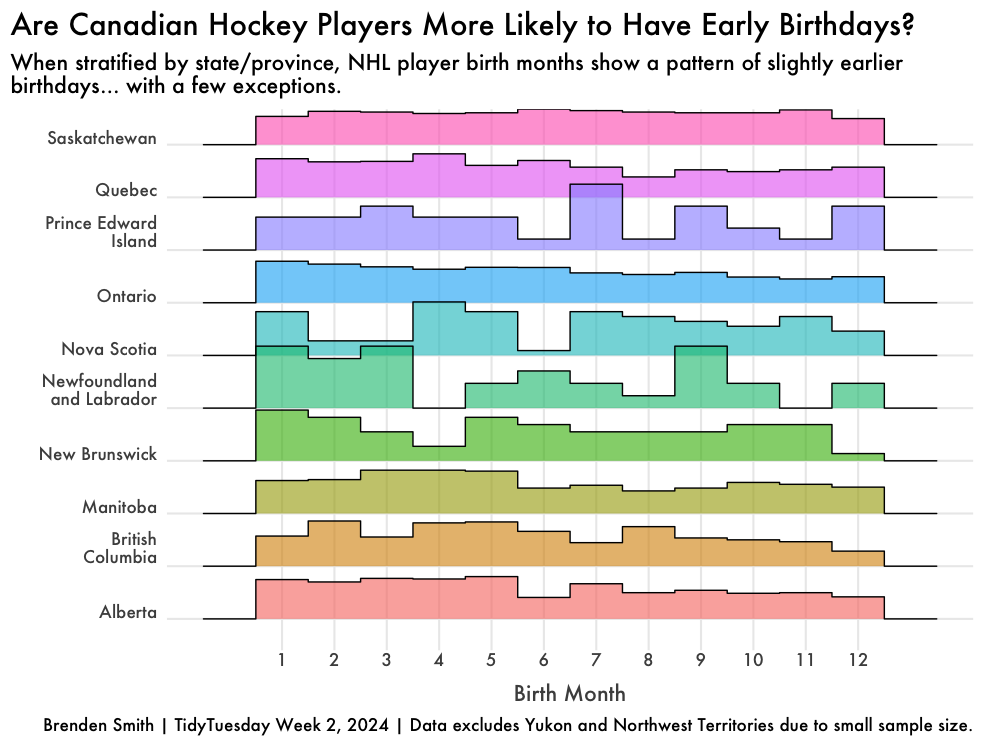 Are Canadian Hockey Players More Likely to Have Early Birthdays?
When stratified by state/province, NHL player birth months show a pattern of slightly earlier
birthdays... with a few exceptions.
Saskatchewan
Quebec
Prince Edward
Island
Ontario
Nova Scotia
Newfoundland
and Labrador
New Brunswick
Manitoba
British
Columbia
Alberta
1 2 3 4 5 6 7 8 9 10 11 12
Birth Month
Brenden Smith | TidyTuesday Week 2, 2024 | Data excludes Yukon and Northwest Territories due to small sample size.